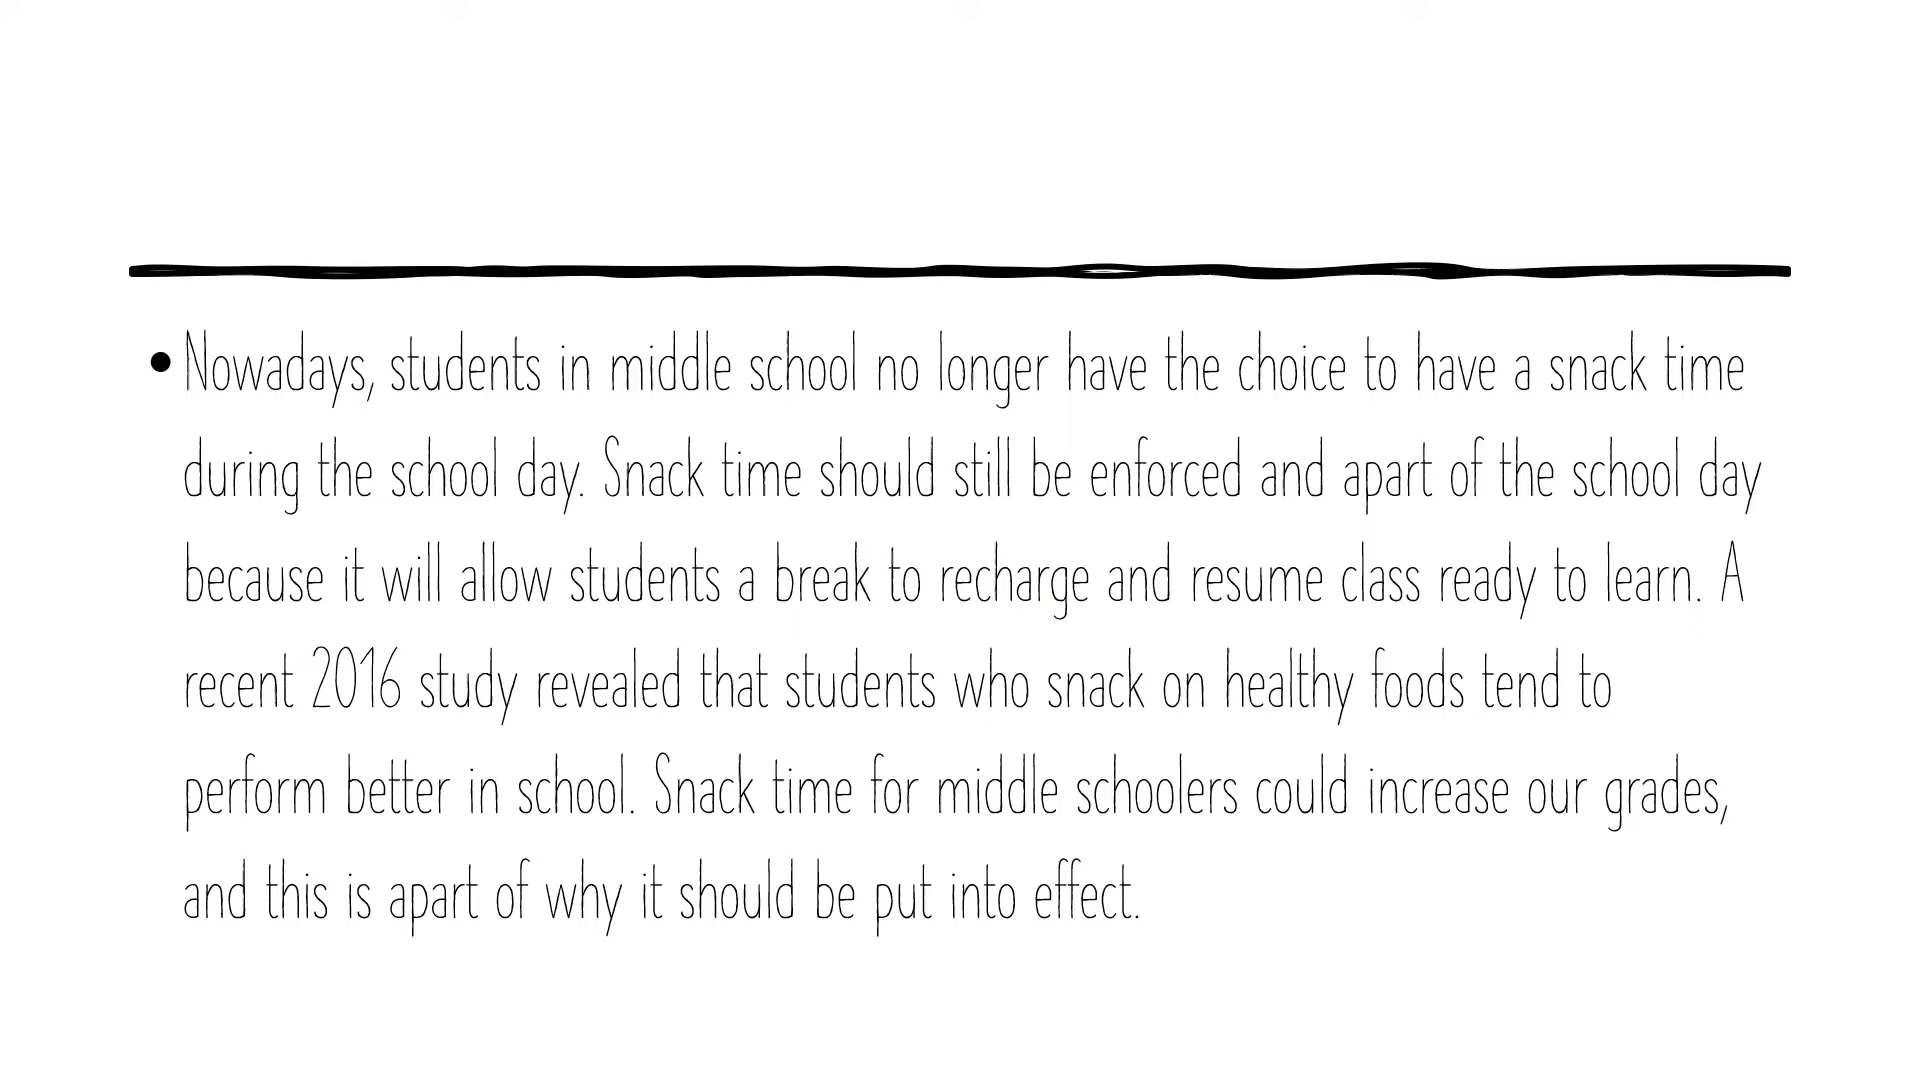 • Nowadays, students in middle school no longer have the choice to have a snack time
during the school day. Snack time should still be enforced and apart of the school day
because it will allow students a break to recharge and resume class ready to learn. A
recent 2016 study revealed that students who snack on healthy foods tend to
perform better in school. Snack time for middle schoolers could increase our grades,
and this is apart of why it should be put into effect.